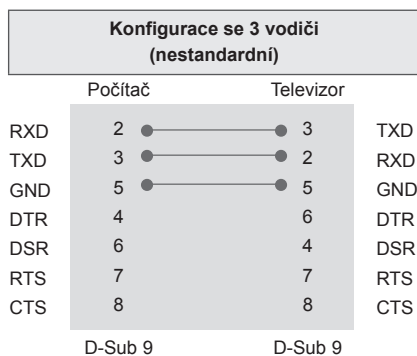 Konfigurace se 3 vodiči
(nestandardní)
Počítač Televizor
RXD 2 3 TXD
TXD 3 2 RXD
GND 5 5 GND
DTR 4 6 DTR
DSR 6 4 DSR
RTS 7 7 RTS
CTS 8 8 CTS
D-Sub 9 D-Sub 9